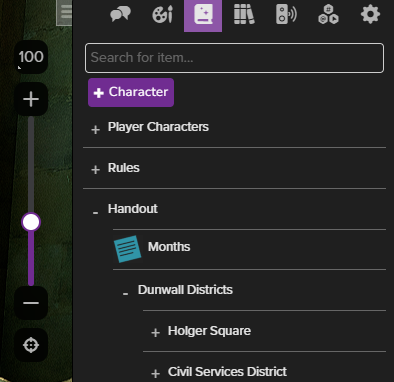 100
Search for item...
+ Character
+ Player Characters
+ Rules
- Handout
Months
- Dunwall Districts
+ Holger Square
+ Civil Services District